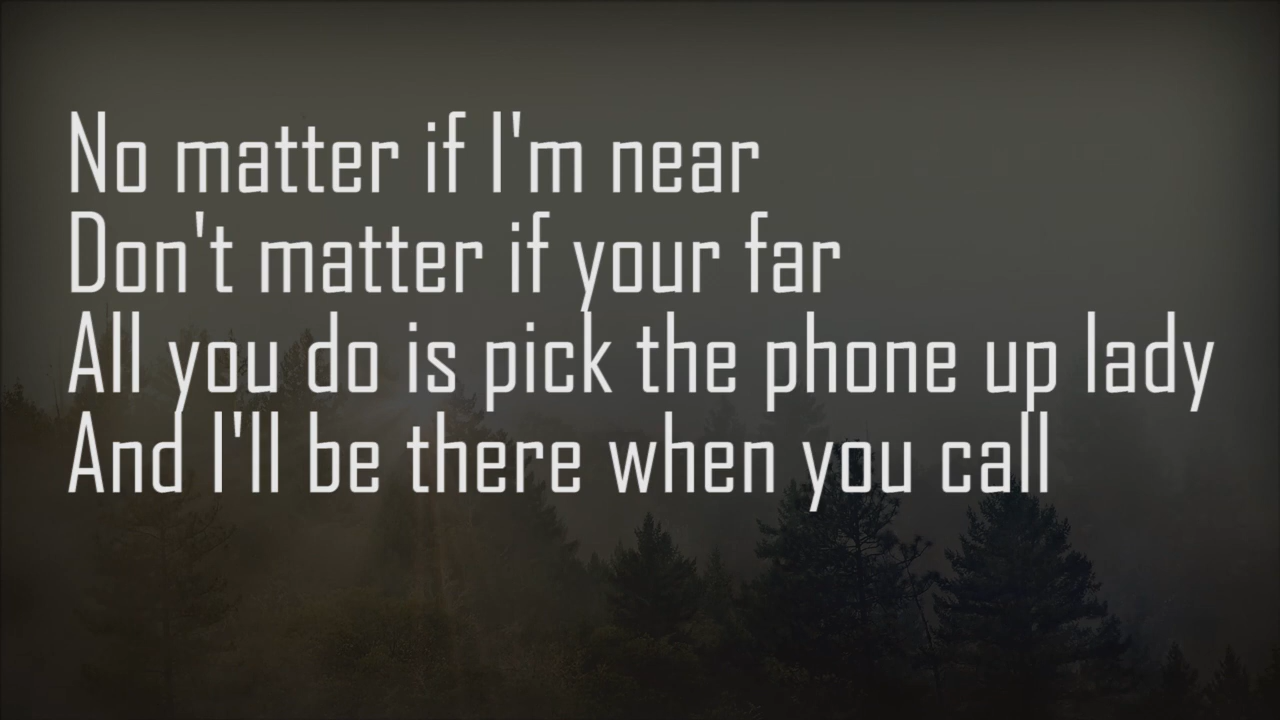 No matter if I'm near
Don't matter if your far
All you do is pick the phone up lady
And I'll be there when you call